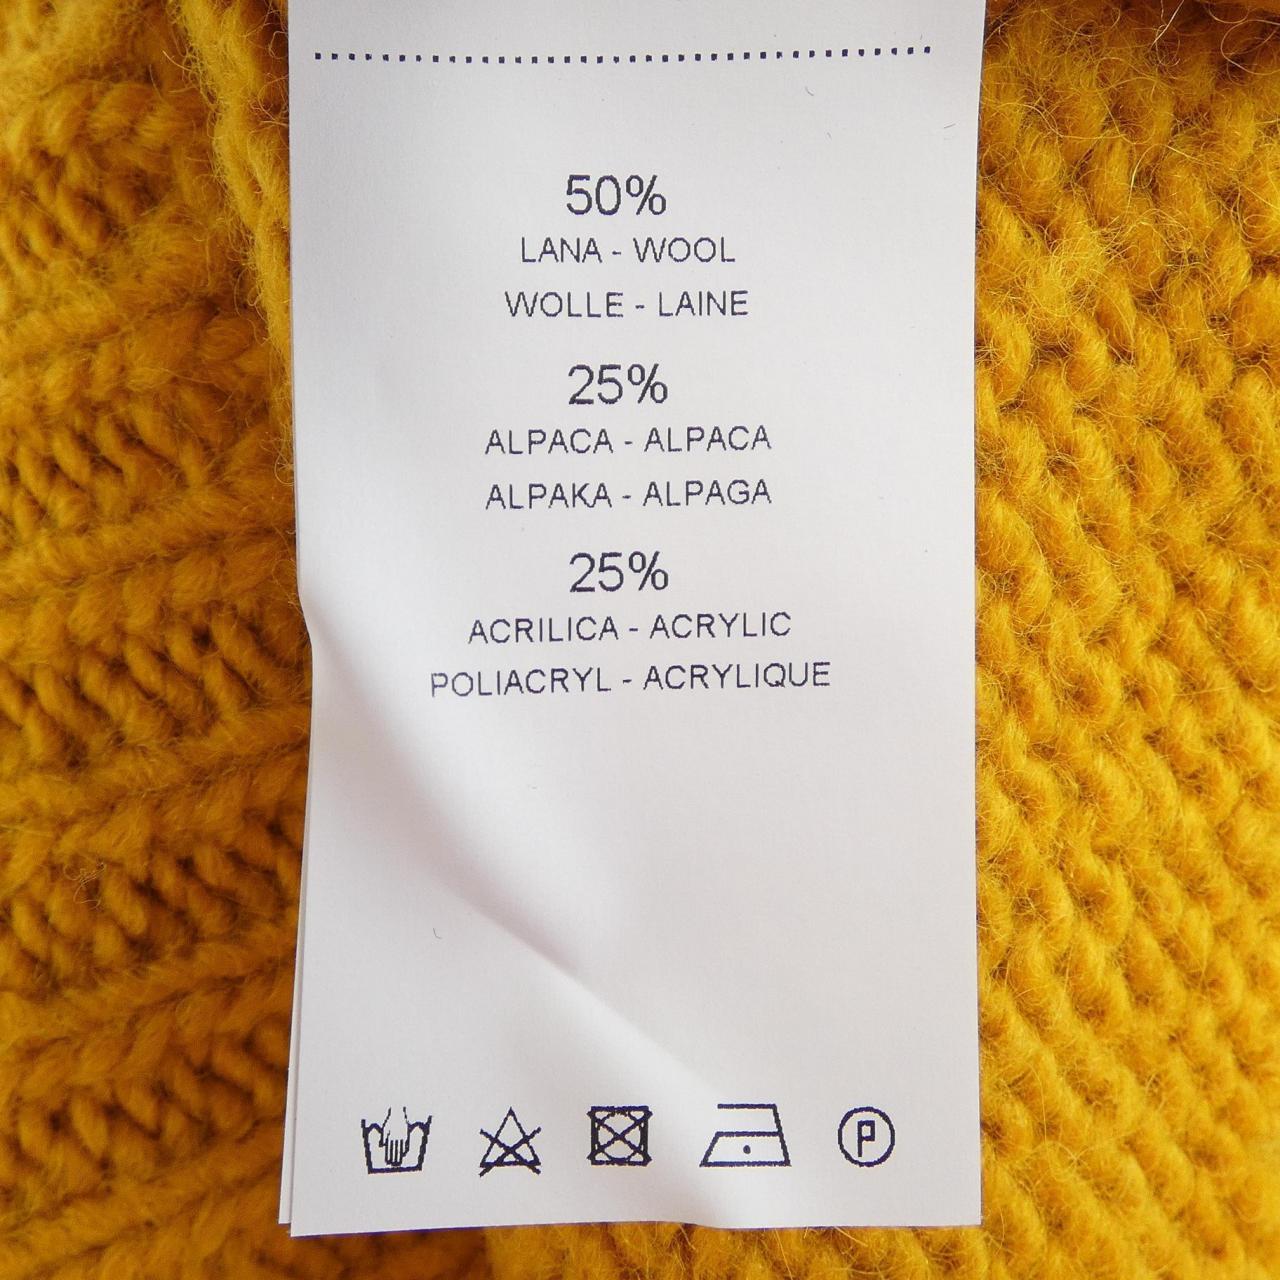 50%
LANA - WOOL
WOLLE - LAINE
25%
ALPACA - ALPACA
ALPAKA - ALPAGA
25%
ACRILICA - ACRYLIC
POLIACRYL - ACRYLIQUE
P